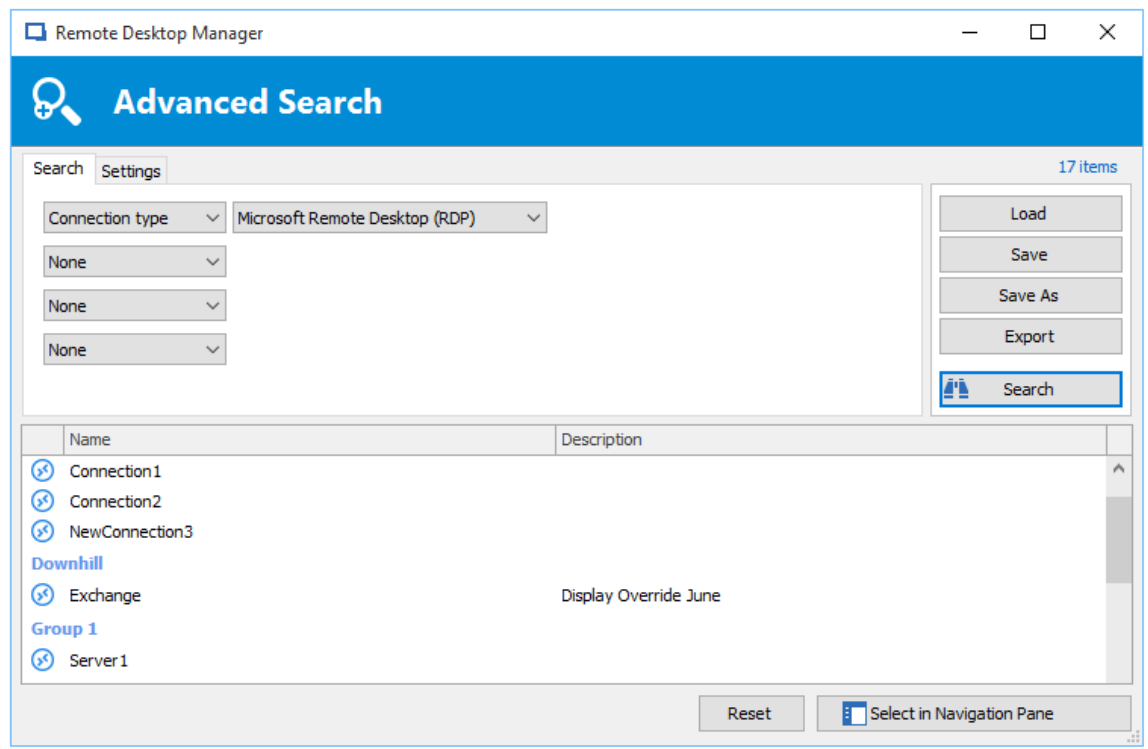 Remote Desktop Manager
Advanced Search
Search Settings 17 items
Connection type Microsoft Remote Desktop (RDP) Load
None Save
None Save As
None Export
Search
Name Description
Connection1
Connection2
NewConnection3
Downhill
Exchange Display Override June
Group 1
Server1
Reset Select in Navigation Pane